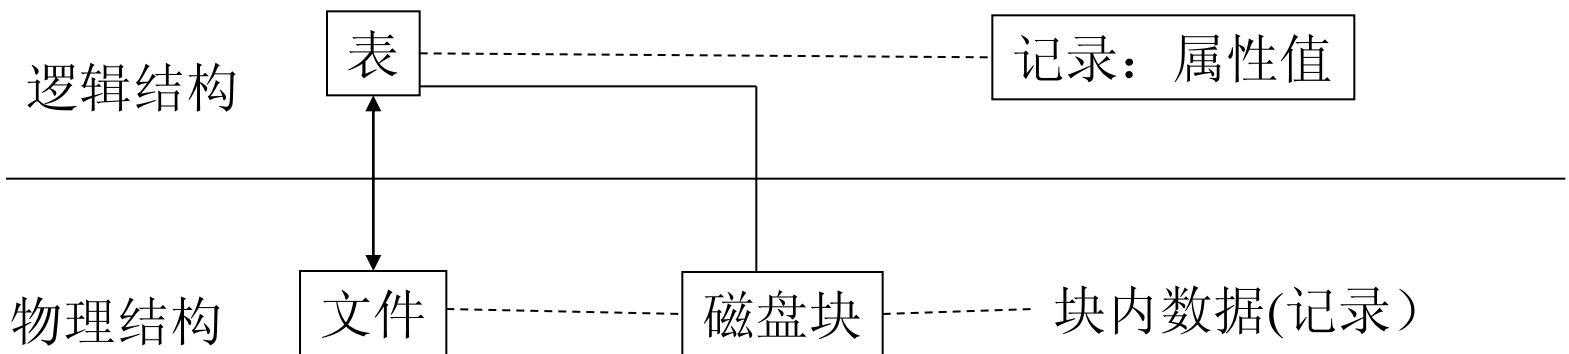 表
记录：属性值
逻辑结构
物理结构
文件
磁盘块
块内数据(记录）